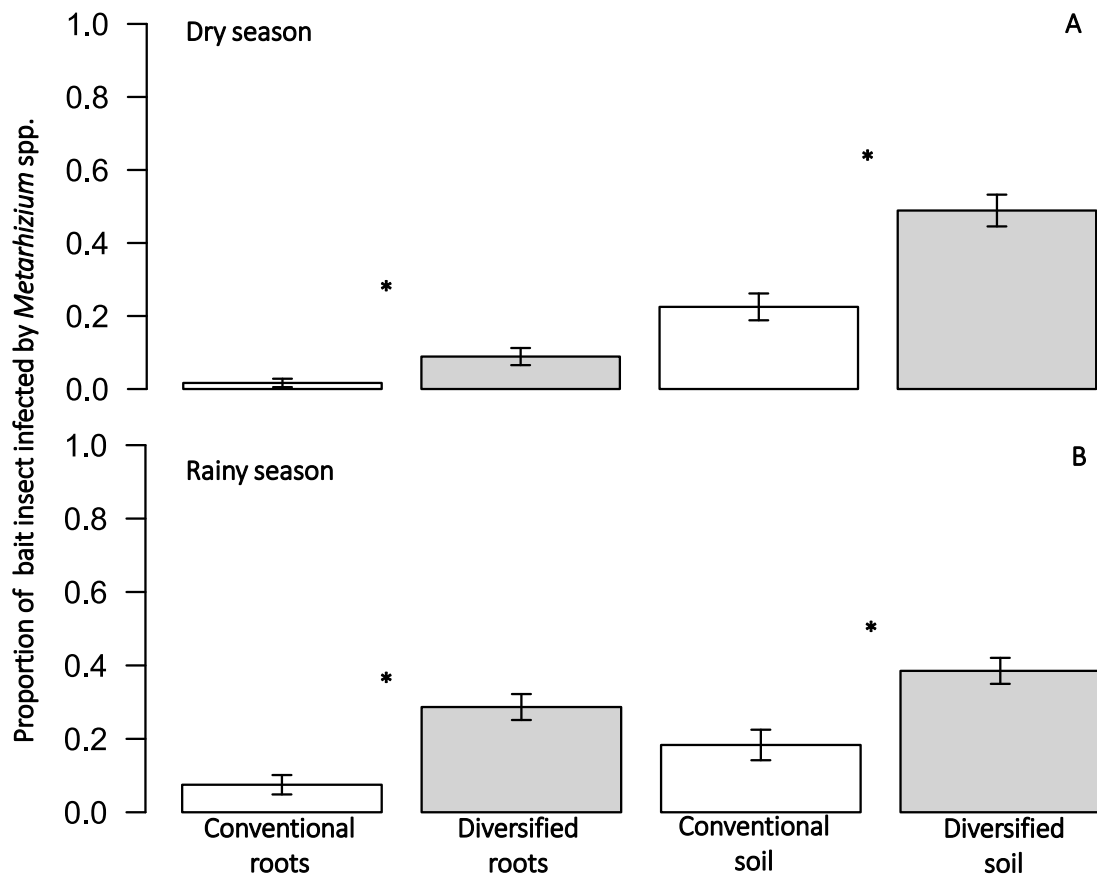 Proportion of bait insect infected by Metarhizium spp.
Dry season
A
1.0
0.8
0.6
0.4
0.2
0.0
*
*
Rainy season
B
1.0
0.8
0.6
0.4
0.2
0.0
*
*
Conventional
roots
Diversified
roots
Conventional
soil
Diversified
soil